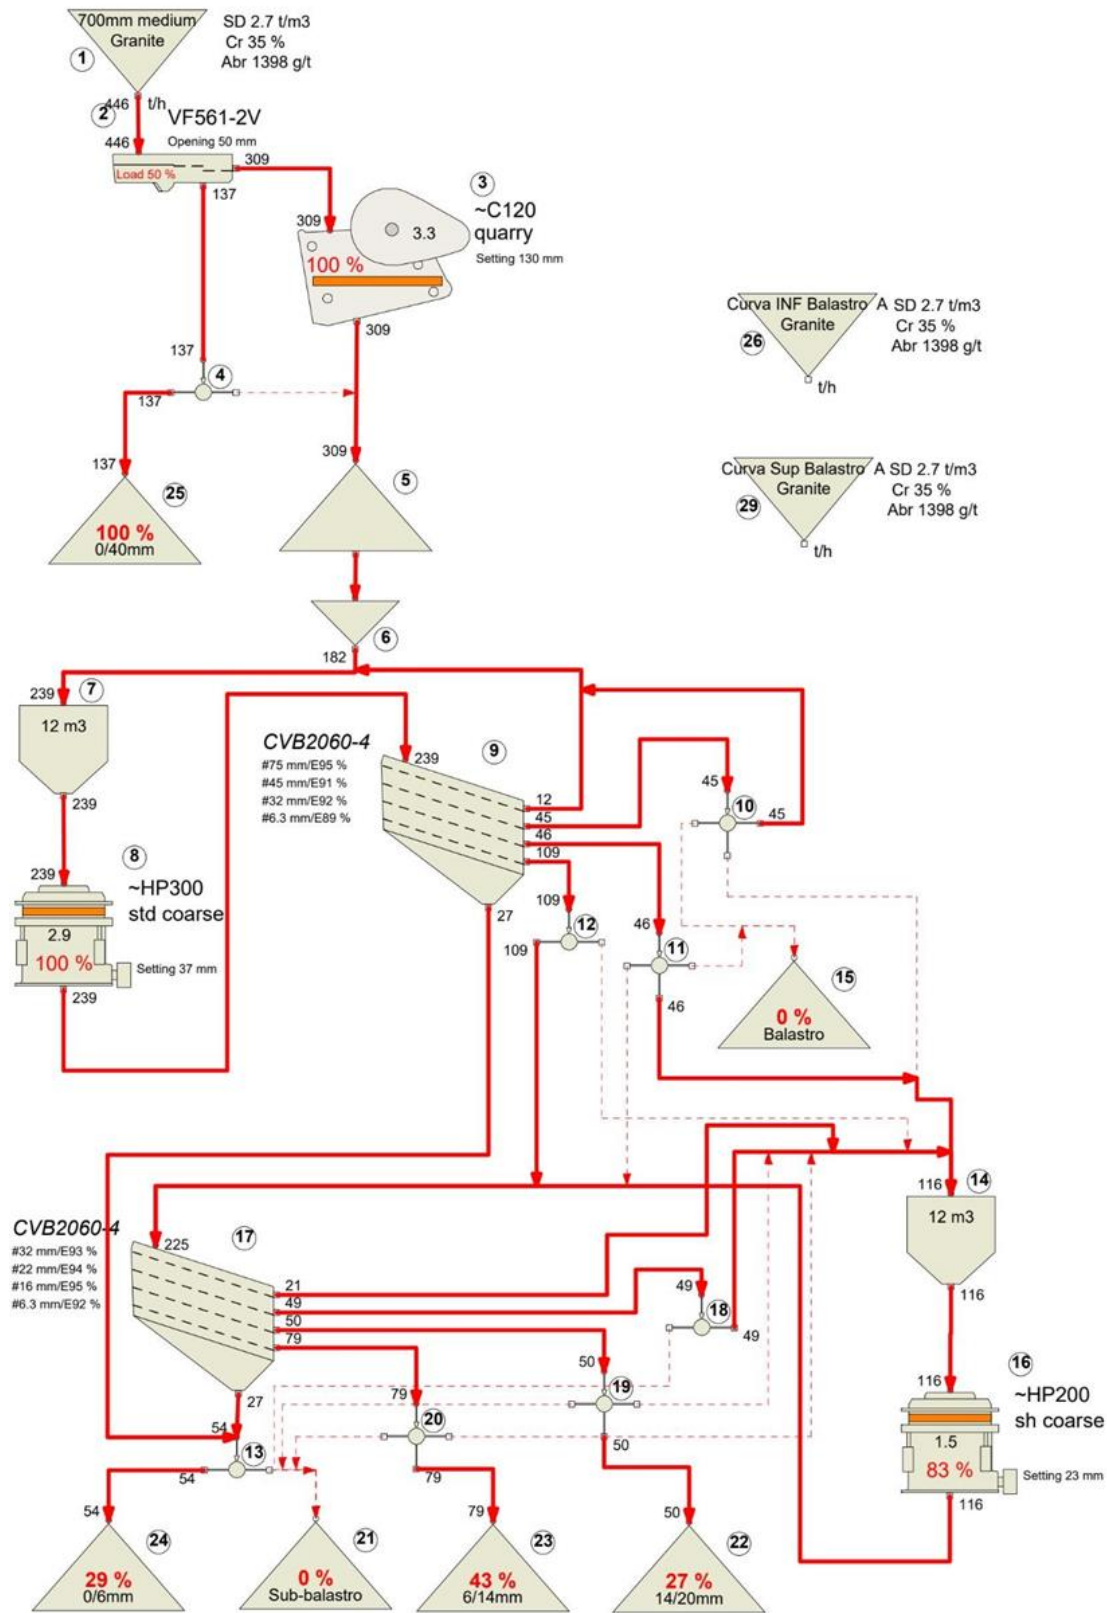 700mm medium
Granite
SD 2.7 t/m3
Cr 35 %
Abr 1398 g/t
1
446
t/h
2
VF561-2V
Opening 50 mm
446
Load 50 %
309
137
3
~C120
quarry
Setting 130 mm
309
3.3
100 %
309
137
4
137
137
309
5
25
100 %
0/40mm
Curva INF Balastro A
Granite
SD 2.7 t/m3
Cr 35 %
Abr 1398 g/t
26
t/h
Curva Sup Balastro A
Granite
SD 2.7 t/m3
Cr 35 %
Abr 1398 g/t
29
t/h
6
182
239
7
12 m3
239
CVB2060-4
#75 mm/E95 %
#45 mm/E91 %
#32 mm/E92 %
#6.3 mm/E89 %
9
239
12
45
46
109
27
45
10
45
8
239
~HP300
std coarse
2.9
100 %
Setting 37 mm
239
109
12
109
46
11
46
15
0 %
Balastro
116
14
12 m3
116
CVB2060-4
#32 mm/E93 %
#22 mm/E94 %
#16 mm/E95 %
#6.3 mm/E92 %
17
225
21
49
50
79
27
49
18
49
50
19
50
79
20
79
54
13
54
16
116
~HP200
sh coarse
1.5
83 %
Setting 23 mm
116
54
24
29 %
0/6mm
21
0 %
Sub-balastro
79
23
43 %
6/14mm
50
22
27 %
14/20mm